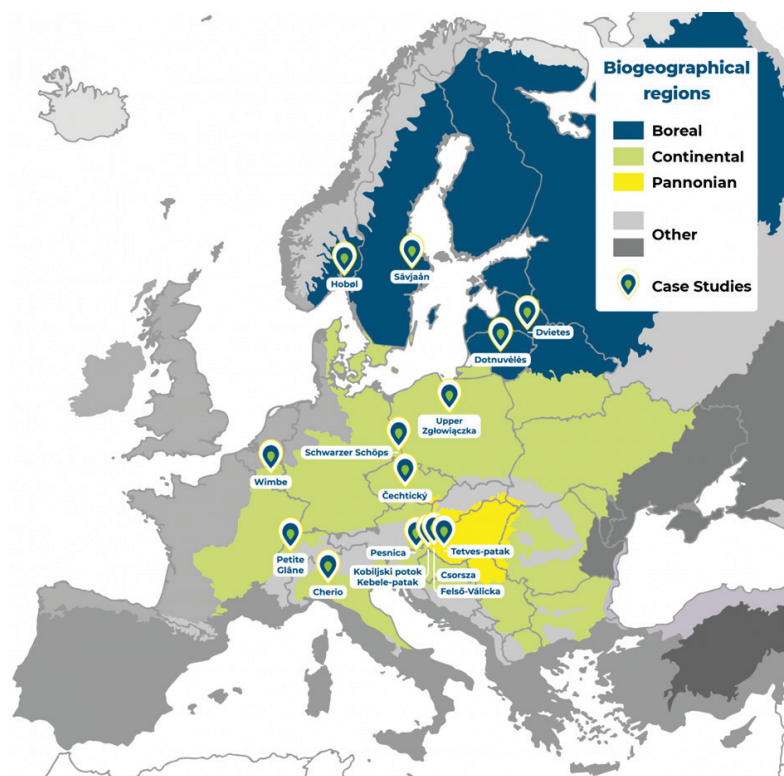 Biogeographical
regions
Boreal
Continental
Pannonian
Other
Case Studies
Hobøl
Sävjaån
Dvietes
Dotnuvėlės
Upper
Zgłowiączka
Schwarzer Schöps
Wimbe
Čechtický
Petite
Glâne
Cherio
Pesnica
Kobiljski potok
Kebele-patak
Tetves-patak
Csorsza
Felső-Válicka